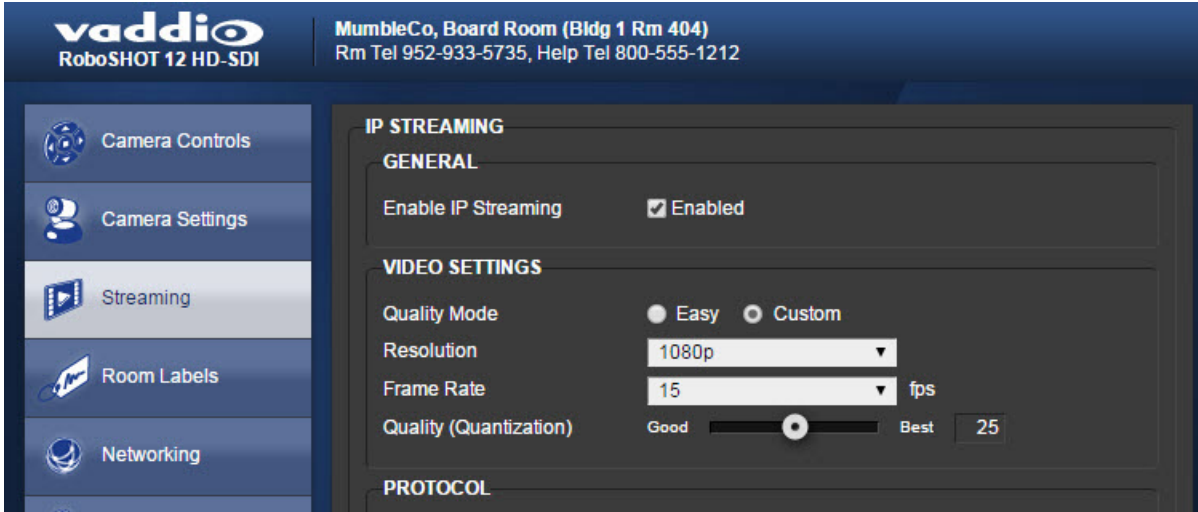 vaddio
RoboSHOT 12 HD-SDI
MumbleCo, Board Room (Bldg 1 Rm 404)
Rm Tel 952-933-5735, Help Tel 800-555-1212
Camera Controls
Camera Settings
Streaming
Room Labels
Networking
IP STREAMING
GENERAL
Enable IP Streaming Enabled
VIDEO SETTINGS
Quality Mode Easy Custom
Resolution 1080p
Frame Rate 15 fps
Quality (Quantization) Good Best 25
PROTOCOL